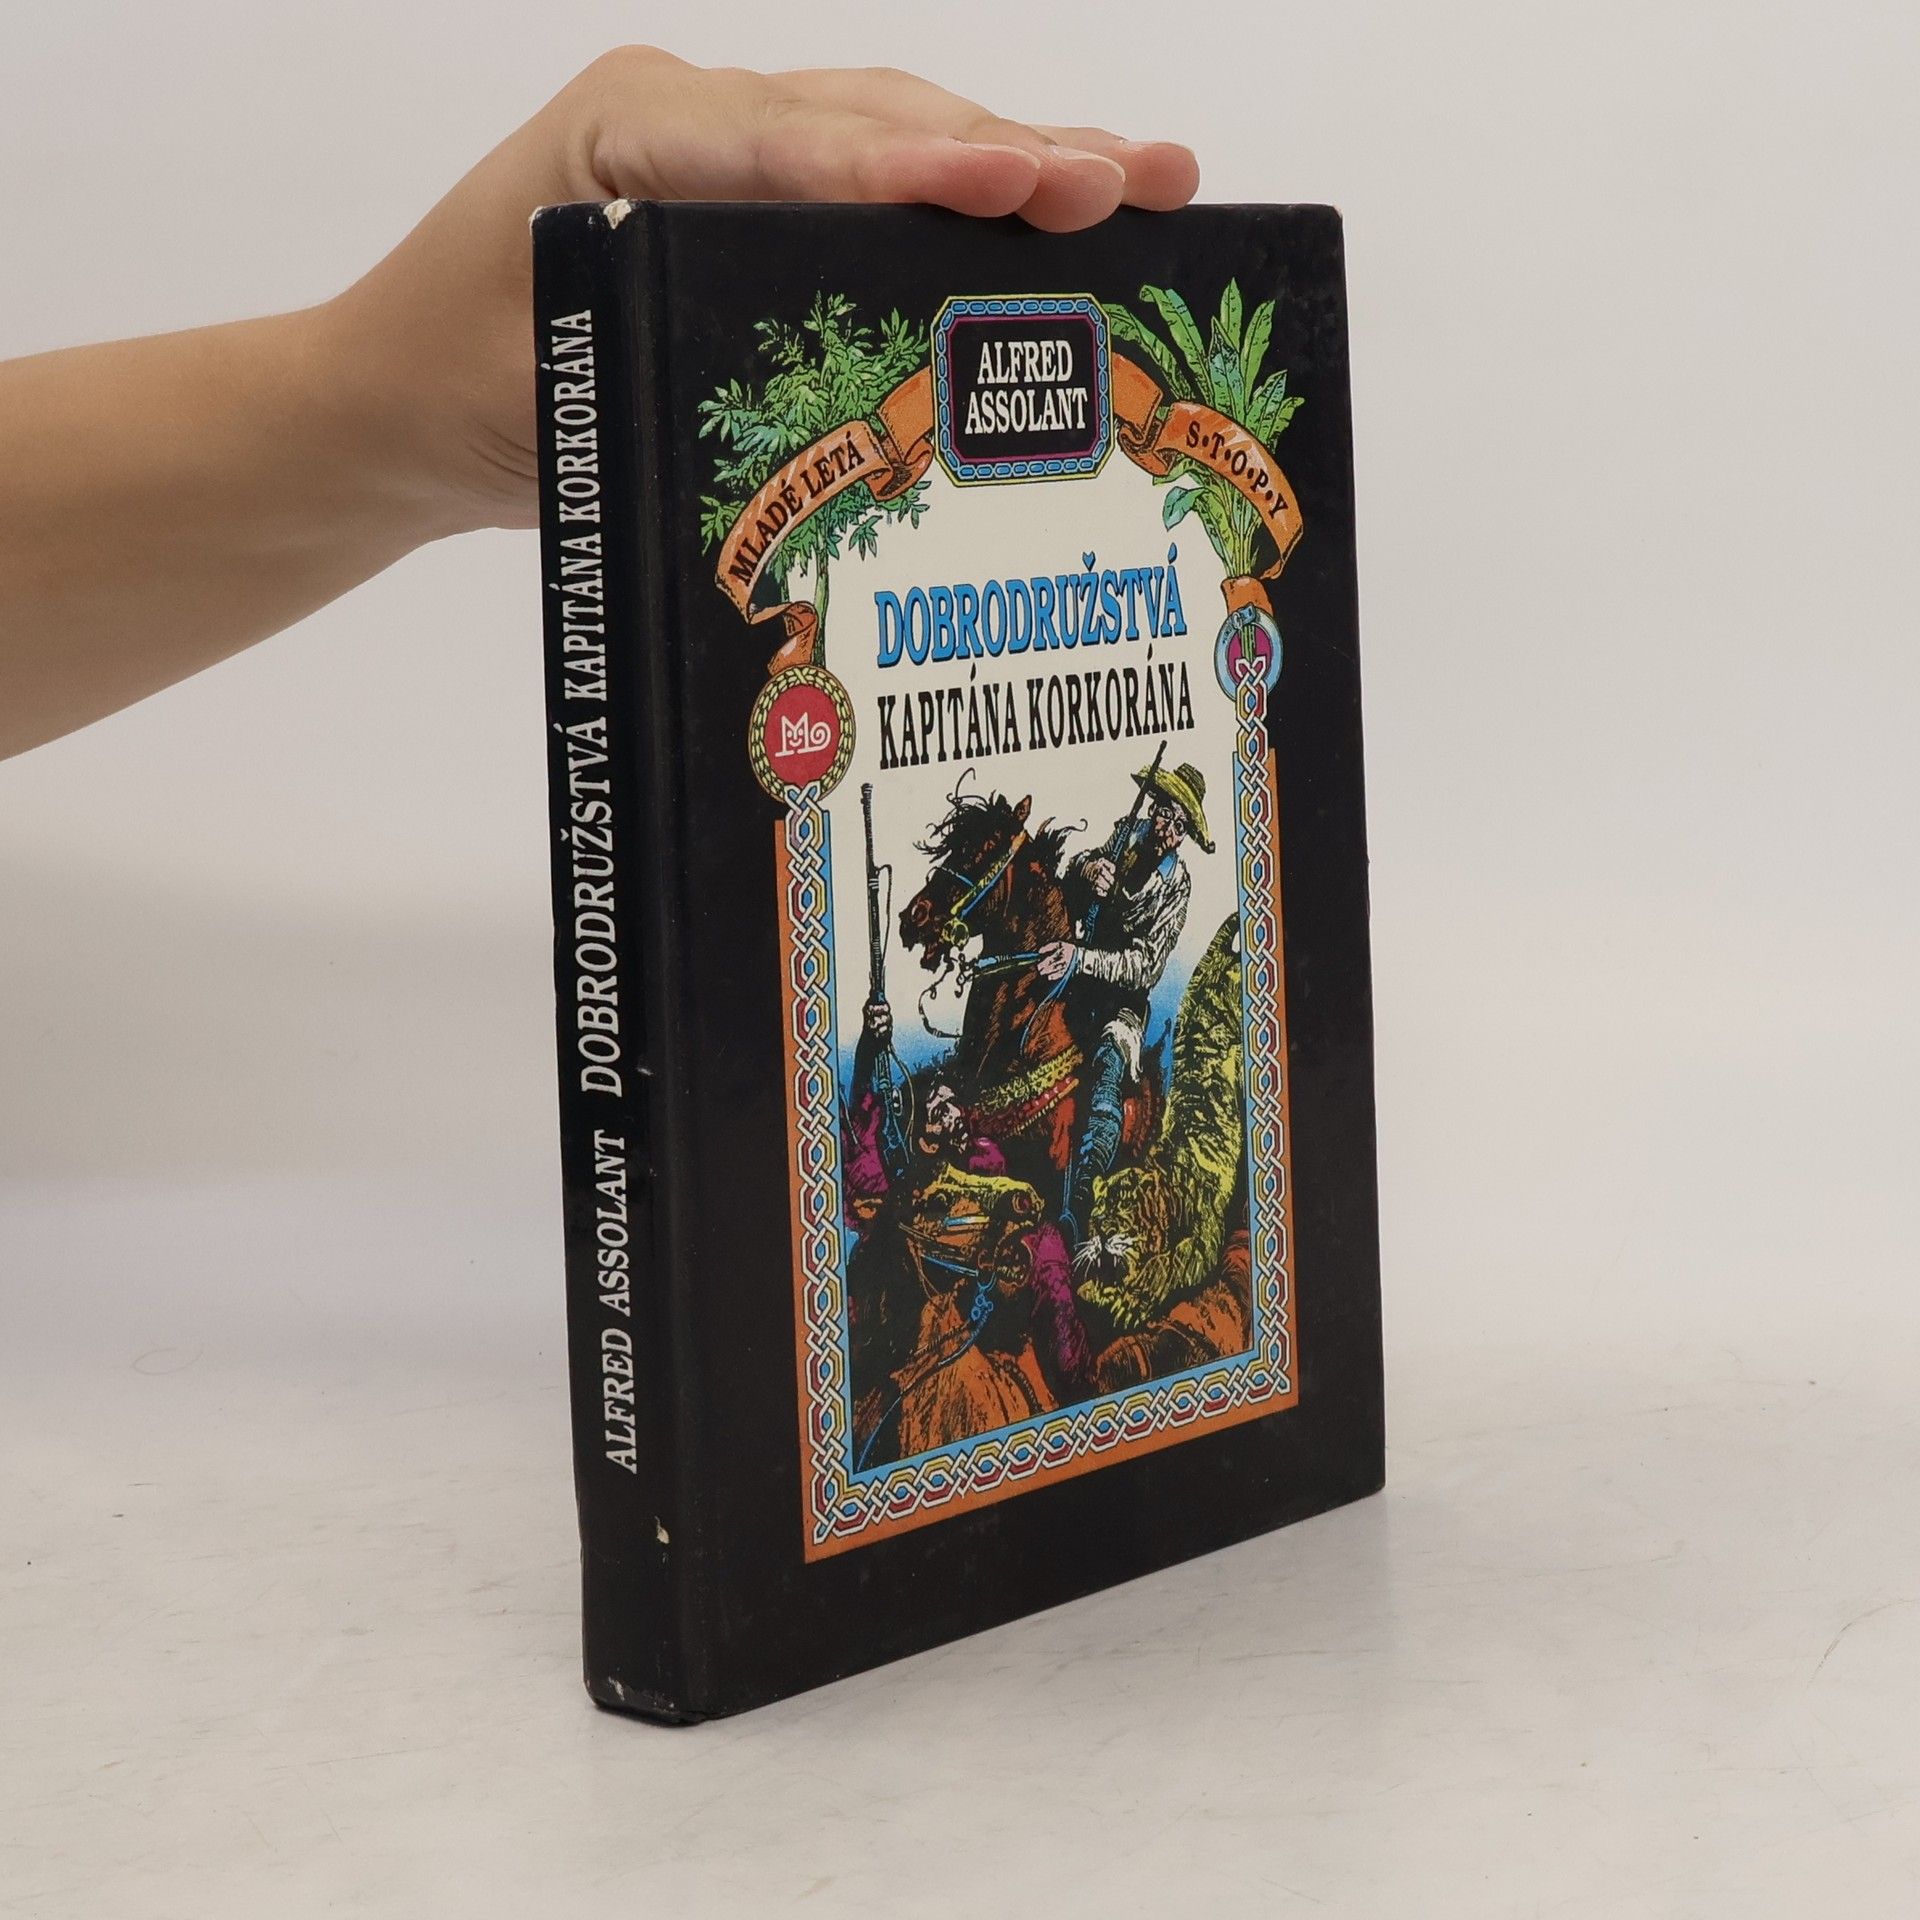 ALFRED ASSOLANT DOBRODRUŽSTVÁ KAPITÁNA KORKORÁNA
ALFRED
ASSOLANT
MLADÉ LETÁ
S•T•O•P•Y
DOBRODRUŽSTVÁ
KAPITÁNA KORKORÁNA